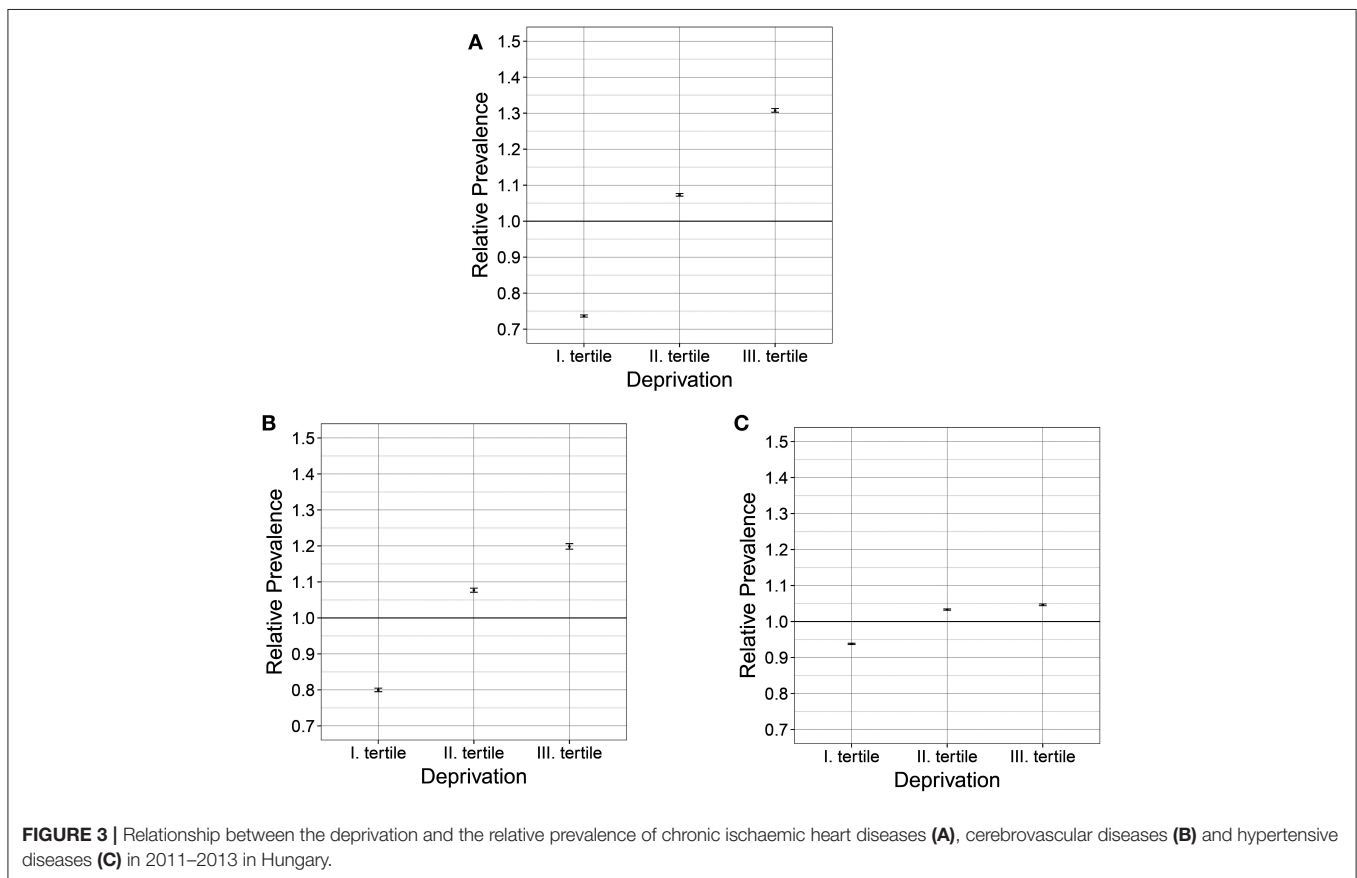 A
1.5
1.4
1.3
1.2
1.1
1.0
0.9
0.8
0.7
Relative Prevalence
I. tertile II. tertile III. tertile
Deprivation
B
1.5
1.4
1.3
1.2
1.1
1.0
0.9
0.8
0.7
Relative Prevalence
I. tertile II. tertile III. tertile
Deprivation
C
1.5
1.4
1.3
1.2
1.1
1.0
0.9
0.8
0.7
Relative Prevalence
I. tertile II. tertile III. tertile
Deprivation
FIGURE 3 | Relationship between the deprivation and the relative prevalence of chronic ischaemic heart diseases (A), cerebrovascular diseases (B) and hypertensive
diseases (C) in 2011–2013 in Hungary.